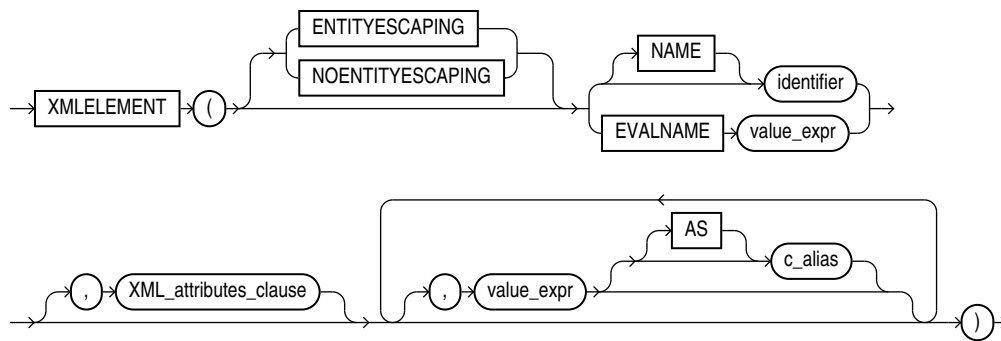 ENTITYESCAPING
NOENTITYESCAPING
NAME
identifier
XMLELEMENT (
EVALNAME value_expr
AS
c_alias
, XML_attributes_clause , value_expr
)